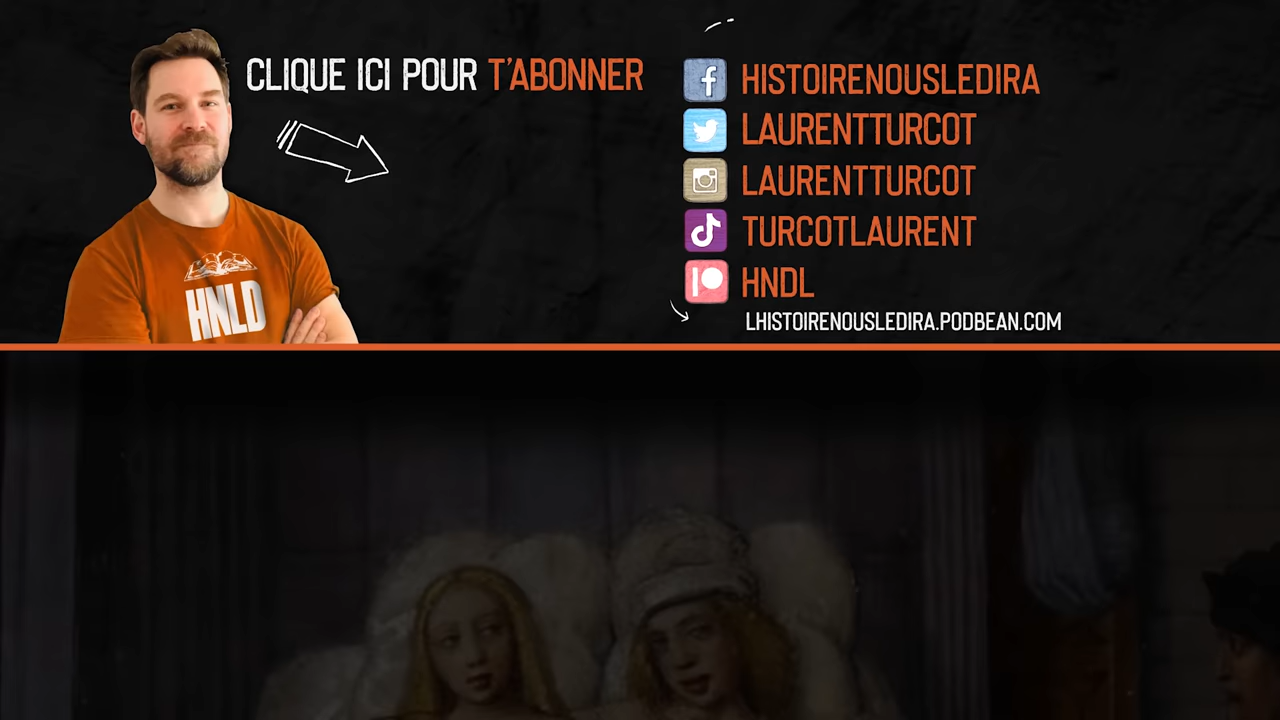 CLIQUE ICI POUR T'ABONNER
HNLD
HISTOIRENOUSLEDIRA
LAURENTTURCOT
LAURENTTURCOT
TURCOTLAURENT
HNDL
LHISTOIRENOUSLEDIRA.PODBEAN.COM